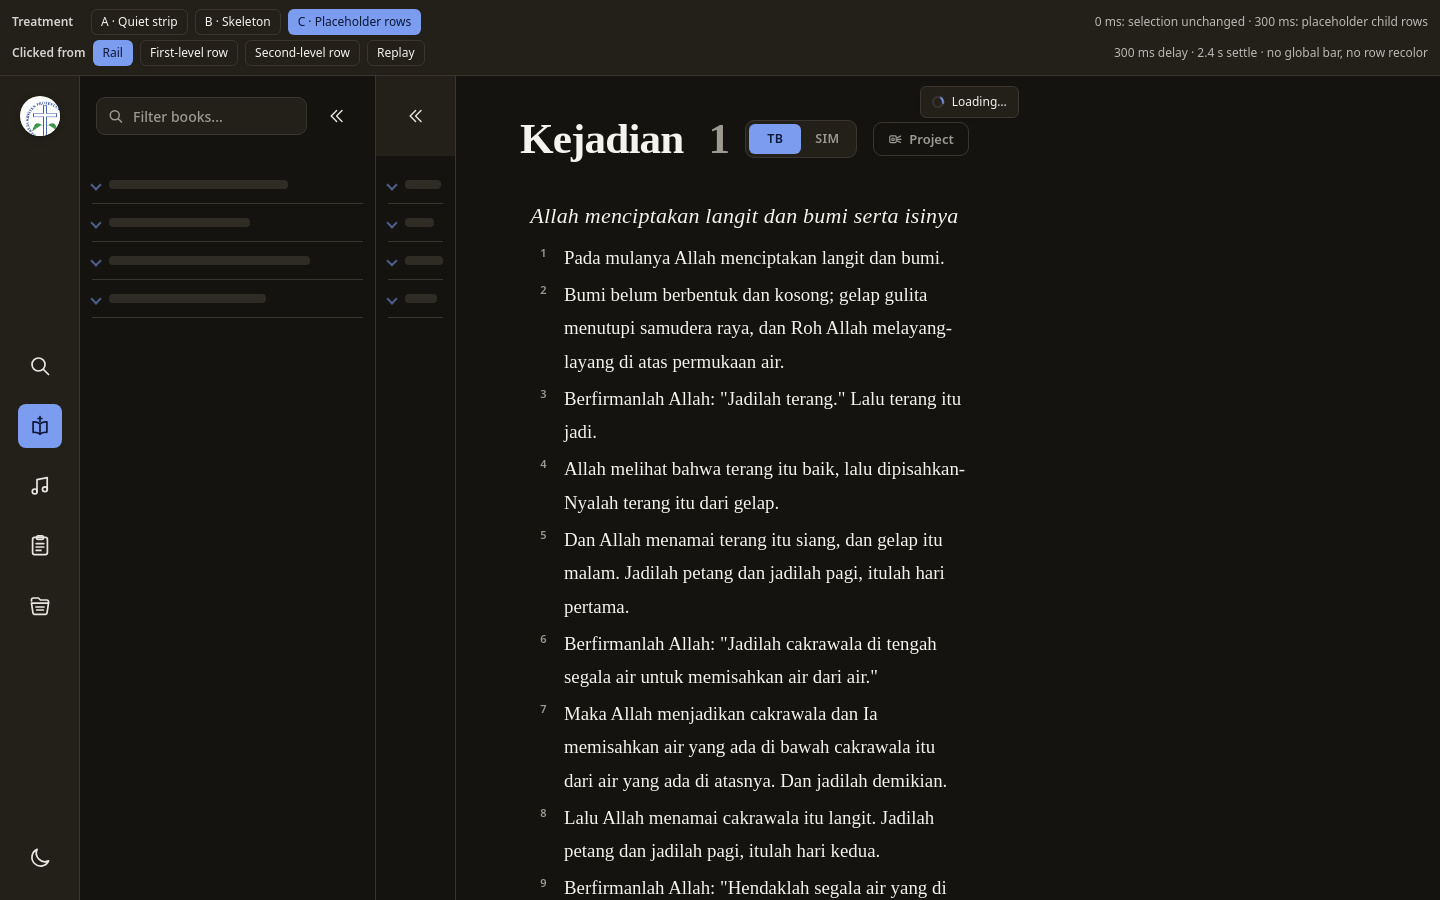 Treatment A · Quiet strip B · Skeleton C · Placeholder rows 0 ms: selection unchanged · 300 ms: placeholder child rows
Clicked from Rail First-level row Second-level row Replay 300 ms delay · 2.4 s settle · no global bar, no row recolor
Loading...
Filter books...
Kejadian 1 TB SIM Project
Allah menciptakan langit dan bumi serta isinya
1 Pada mulanya Allah menciptakan langit dan bumi.
2 Bumi belum berbentuk dan kosong; gelap gulita
menutupi samudera raya, dan Roh Allah melayang-
layang di atas permukaan air.
3 Berfirmanlah Allah: "Jadilah terang." Lalu terang itu
jadi.
4 Allah melihat bahwa terang itu baik, lalu dipisahkan-
Nyalah terang itu dari gelap.
5 Dan Allah menamai terang itu siang, dan gelap itu
malam. Jadilah petang dan jadilah pagi, itulah hari
pertama.
6 Berfirmanlah Allah: "Jadilah cakrawala di tengah
segala air untuk memisahkan air dari air."
7 Maka Allah menjadikan cakrawala dan Ia
memisahkan air yang ada di bawah cakrawala itu
dari air yang ada di atasnya. Dan jadilah demikian.
8 Lalu Allah menamai cakrawala itu langit. Jadilah
petang dan jadilah pagi, itulah hari kedua.
9 Berfirmanlah Allah: "Hendaklah segala air yang di